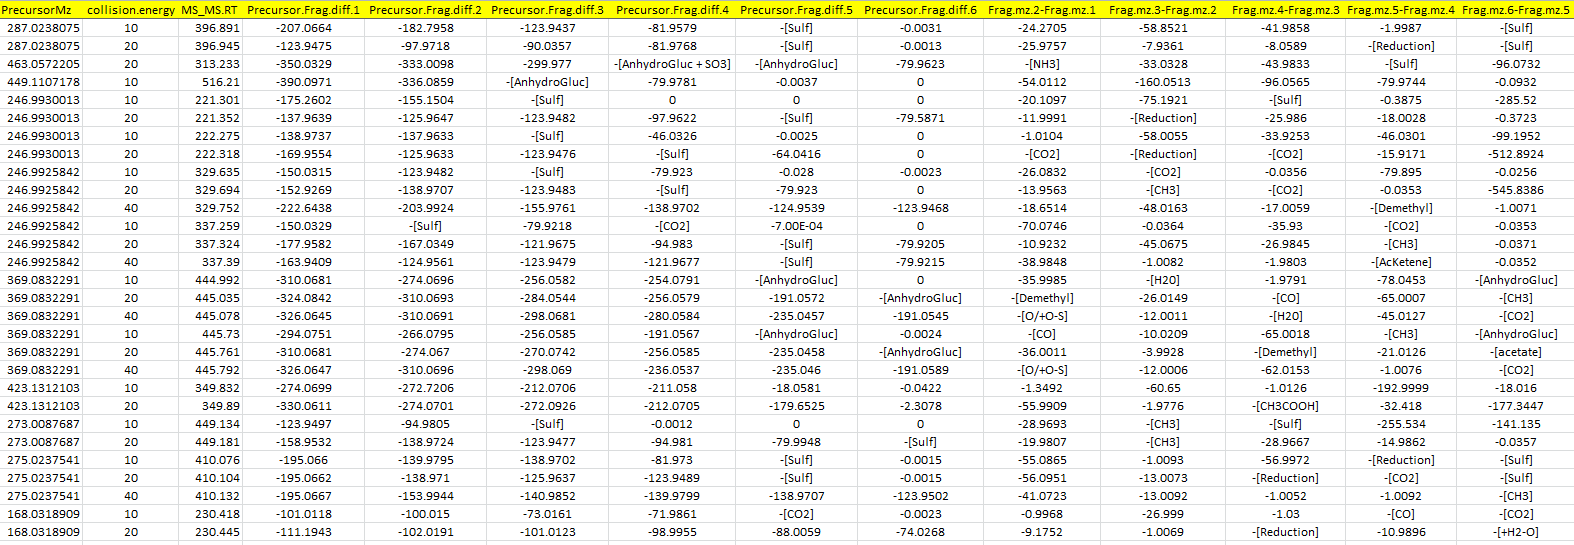 PrecursorMz collision.energy MS_MS.RT Precursor.Frag.diff.1 Precursor.Frag.diff.2 Precursor.Frag.diff.3 Precursor.Frag.diff.4 Precursor.Frag.diff.5 Precursor.Frag.diff.6 Frag.mz.2-Frag.mz.1 Frag.mz.3-Frag.mz.2 Frag.mz.4-Frag.mz.3 Frag.mz.5-Frag.mz.4 Frag.mz.6-Frag.mz.5
287.0238075 10 396.891 -207.0664 -182.7958 -123.9437 -81.9579 -[Sulf] -0.0031 -24.2705 -58.8521 -41.9858 -1.9987 -[Sulf]
287.0238075 20 396.945 -123.9475 -97.9718 -90.0357 -81.9768 -[Sulf] -0.0013 -25.9757 -7.9361 -8.0589 -[Reduction] -[Sulf]
463.0572205 20 313.233 -350.0329 -333.0098 -299.977 -[AnhydroGluc + SO3] -[AnhydroGluc] -79.9623 -[NH3] -33.0328 -43.9833 -[Sulf] -96.0732
449.1107178 10 516.21 -390.0971 -336.0859 -[AnhydroGluc] -79.9781 -0.0037 0 -54.0112 -160.0513 -96.0565 -79.9744 -0.0932
246.9930013 10 221.301 -175.2602 -155.1504 -[Sulf] 0 0 0 -20.1097 -75.1921 -[Sulf] -0.3875 -285.52
246.9930013 20 221.352 -137.9639 -125.9647 -123.9482 -97.9622 -[Sulf] -79.5871 -11.9991 -[Reduction] -25.986 -18.0028 -0.3723
246.9930013 10 222.275 -138.9737 -137.9633 -[Sulf] -46.0326 -0.0025 0 -1.0104 -58.0055 -33.9253 -46.0301 -99.1952
246.9930013 20 222.318 -169.9554 -125.9633 -123.9476 -[Sulf] -64.0416 0 -[CO2] -[Reduction] -[CO2] -15.9171 -512.8924
246.9925842 10 329.635 -150.0315 -123.9482 -[Sulf] -79.923 -0.028 -0.0023 -26.0832 -[CO2] -0.0356 -79.895 -0.0256
246.9925842 20 329.694 -152.9269 -138.9707 -123.9483 -[Sulf] -79.923 0 -13.9563 -[CH3] -[CO2] -0.0353 -545.8386
246.9925842 40 329.752 -222.6438 -203.9924 -155.9761 -138.9702 -124.9539 -123.9468 -18.6514 -48.0163 -17.0059 -[Demethyl] -1.0071
246.9925842 10 337.259 -150.0329 -[Sulf] -79.9218 -[CO2] -7.00E-04 0 -70.0746 -0.0364 -35.93 -[CO2] -0.0353
246.9925842 20 337.324 -177.9582 -167.0349 -121.9675 -94.983 -[Sulf] -79.9205 -10.9232 -45.0675 -26.9845 -[CH3] -0.0371
246.9925842 40 337.39 -163.9409 -124.9561 -123.9479 -121.9677 -[Sulf] -79.9215 -38.9848 -1.0082 -1.9803 -[AcKetene] -0.0352
369.0832291 10 444.992 -310.0681 -274.0696 -256.0582 -254.0791 -[AnhydroGluc] 0 -35.9985 -[H20] -1.9791 -78.0453 -[AnhydroGluc]
369.0832291 20 445.035 -324.0842 -310.0693 -284.0544 -256.0579 -191.0572 -[AnhydroGluc] -[Demethyl] -26.0149 -[CO] -65.0007 -[CH3]
369.0832291 40 445.078 -326.0645 -310.0691 -298.0681 -280.0584 -235.0457 -191.0545 -[O/+O-S] -12.0011 -[H20] -45.0127 -[CO2]
369.0832291 10 445.73 -294.0751 -266.0795 -256.0585 -191.0567 -[AnhydroGluc] -0.0024 -[CO] -10.0209 -65.0018 -[CH3] -[AnhydroGluc]
369.0832291 20 445.761 -310.0681 -274.067 -270.0742 -256.0585 -235.0458 -[AnhydroGluc] -36.0011 -3.9928 -[Demethyl] -21.0126 -[acetate]
369.0832291 40 445.792 -326.0647 -310.0696 -298.069 -236.0537 -235.046 -191.0589 -[O/+O-S] -12.0006 -62.0153 -1.0076 -[CO2]
423.1312103 10 349.832 -274.0699 -272.7206 -212.0706 -211.058 -18.0581 -0.0422 -1.3492 -60.65 -1.0126 -192.9999 -18.016
423.1312103 20 349.89 -330.0611 -274.0701 -272.0926 -212.0705 -179.6525 -2.3078 -55.9909 -1.9776 -[CH3COOH] -32.418 -177.3447
273.0087687 10 449.134 -123.9497 -94.9805 -[Sulf] -0.0012 0 0 -28.9693 -[CH3] -[Sulf] -255.534 -141.135
273.0087687 20 449.181 -158.9532 -138.9724 -123.9477 -94.981 -79.9948 -[Sulf] -19.9807 -[CH3] -28.9667 -14.9862 -0.0357
275.0237541 10 410.076 -195.066 -139.9795 -138.9702 -81.973 -[Sulf] -0.0015 -55.0865 -1.0093 -56.9972 -[Reduction] -[Sulf]
275.0237541 20 410.104 -195.0662 -138.971 -125.9637 -123.9489 -[Sulf] -0.0015 -56.0951 -13.0073 -[Reduction] -[CO2] -[Sulf]
275.0237541 40 410.132 -195.0667 -153.9944 -140.9852 -139.9799 -138.9707 -123.9502 -41.0723 -13.0092 -1.0052 -1.0092 -[CH3]
168.0318909 10 230.418 -101.0118 -100.015 -73.0161 -71.9861 -[CO2] -0.0023 -0.9968 -26.999 -1.03 -[CO] -[CO2]
168.0318909 20 230.445 -111.1943 -102.0191 -101.0123 -98.9955 -88.0059 -74.0268 -9.1752 -1.0069 -[Reduction] -10.9896 -[+H2-O]